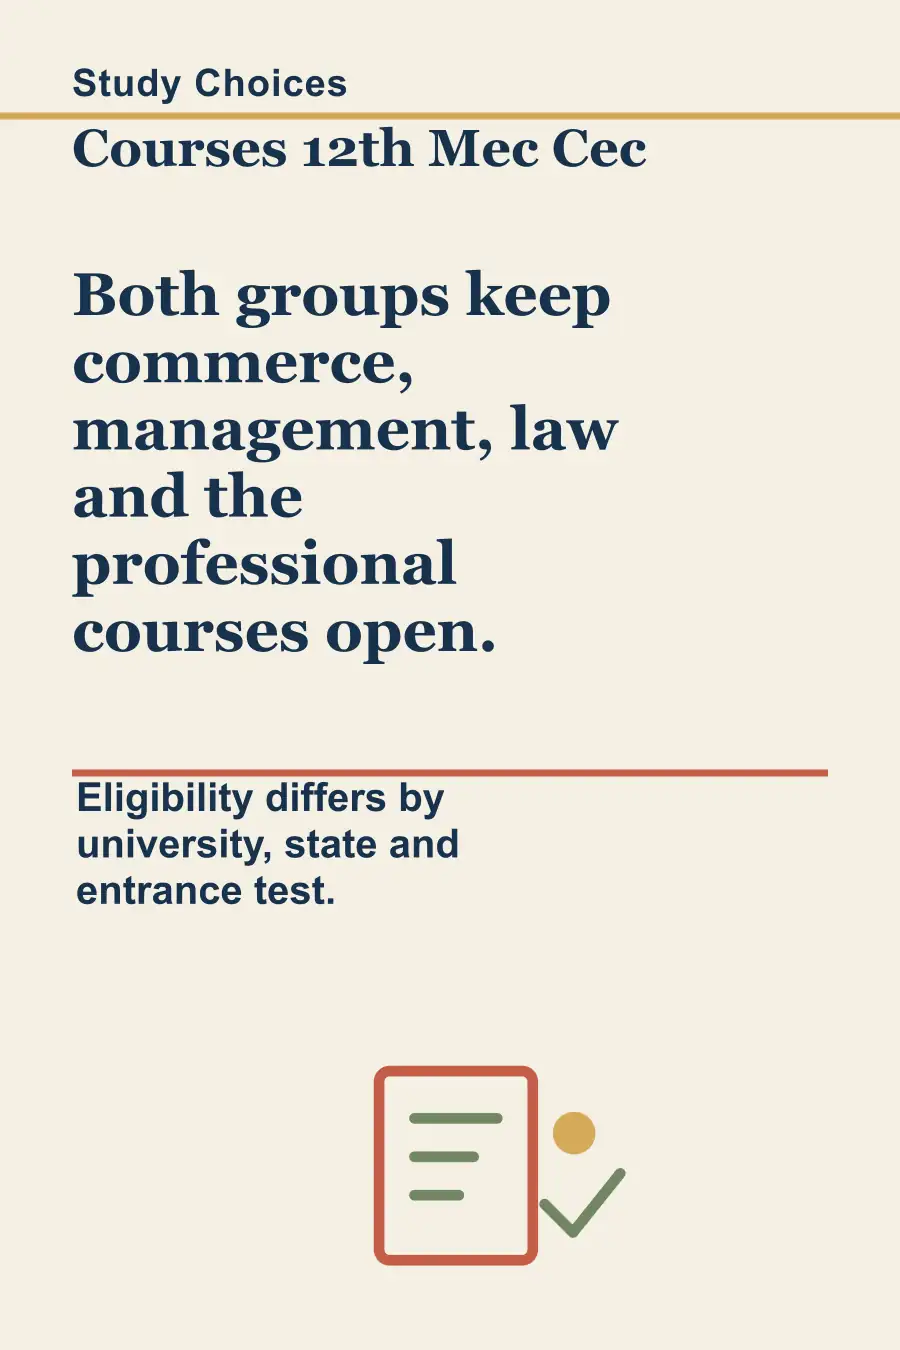 Study Choices
Courses 12th Mec Cec
Both groups keep
commerce,
management, law
and the
professional
courses open.
Eligibility differs by
university, state and
entrance test.